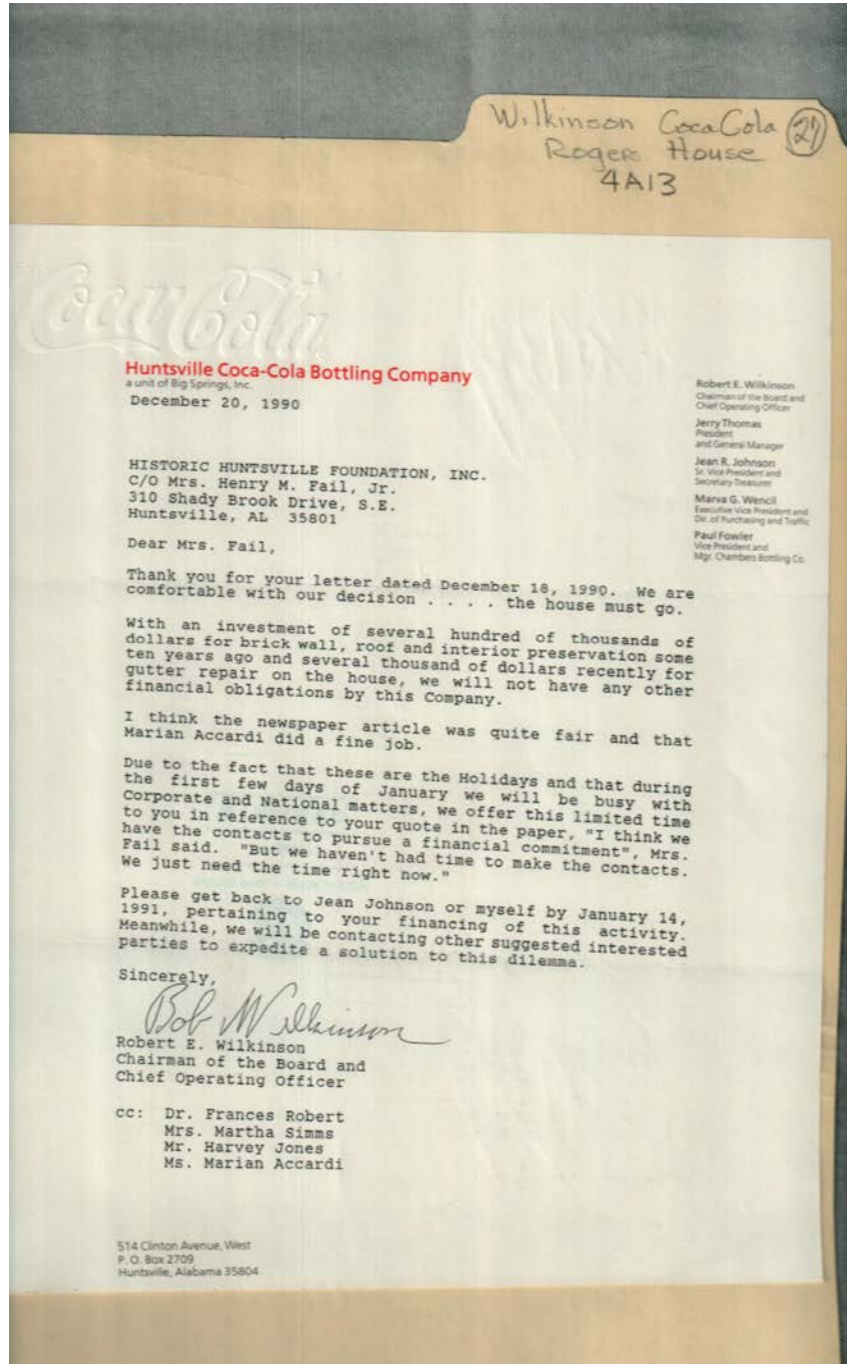 Wilkinson CocaCola 27
Rogers House
4A13
Coca-Cola
Huntsville Coca-Cola Bottling Company
a unit of Big Springs, Inc.
December 20, 1990
Robert E. Wilkinson
Chairman of the Board and
Chief Operating Officer
Jerry Thomas
President
and General Manager
Jean R. Johnson
Sr. Vice President and
Secretary-Treasurer
Marva G. Wencil
Executive Vice President and
Dir. of Purchasing and Traffic
Paul Fowler
Vice President and
Mgr. Chambers Bottling Co.
HISTORIC HUNTSVILLE FOUNDATION, INC.
C/O Mrs. Henry M. Fail, Jr.
310 Shady Brook Drive, S.E.
Huntsville, AL 35801
Dear Mrs. Fail,
Thank you for your letter dated December 18, 1990. We are
comfortable with our decision . . . . the house must go.
With an investment of several hundred of thousands of
dollars for brick wall, roof and interior preservation some
ten years ago and several thousand of dollars recently for
gutter repair on the house, we will not have any other
financial obligations by this Company.
I think the newspaper article was quite fair and that
Marian Accardi did a fine job.
Due to the fact that these are the Holidays and that during
the first few days of January we will be busy with
Corporate and National matters, we offer this limited time
to you in reference to your quote in the paper, "I think we
have the contacts to pursue a financial commitment", Mrs.
Fail said. "But we haven't had time to make the contacts.
We just need the time right now."
Please get back to Jean Johnson or myself by January 14,
1991, pertaining to your financing of this activity.
Meanwhile, we will be contacting other suggested interested
parties to expedite a solution to this dilemma.
Sincerely,
Bob Wilkinson
Robert E. Wilkinson
Chairman of the Board and
Chief Operating Officer
cc: Dr. Frances Robert
Mrs. Martha Simms
Mr. Harvey Jones
Ms. Marian Accardi
514 Clinton Avenue, West
P. O. Box 2709
Huntsville, Alabama 35804